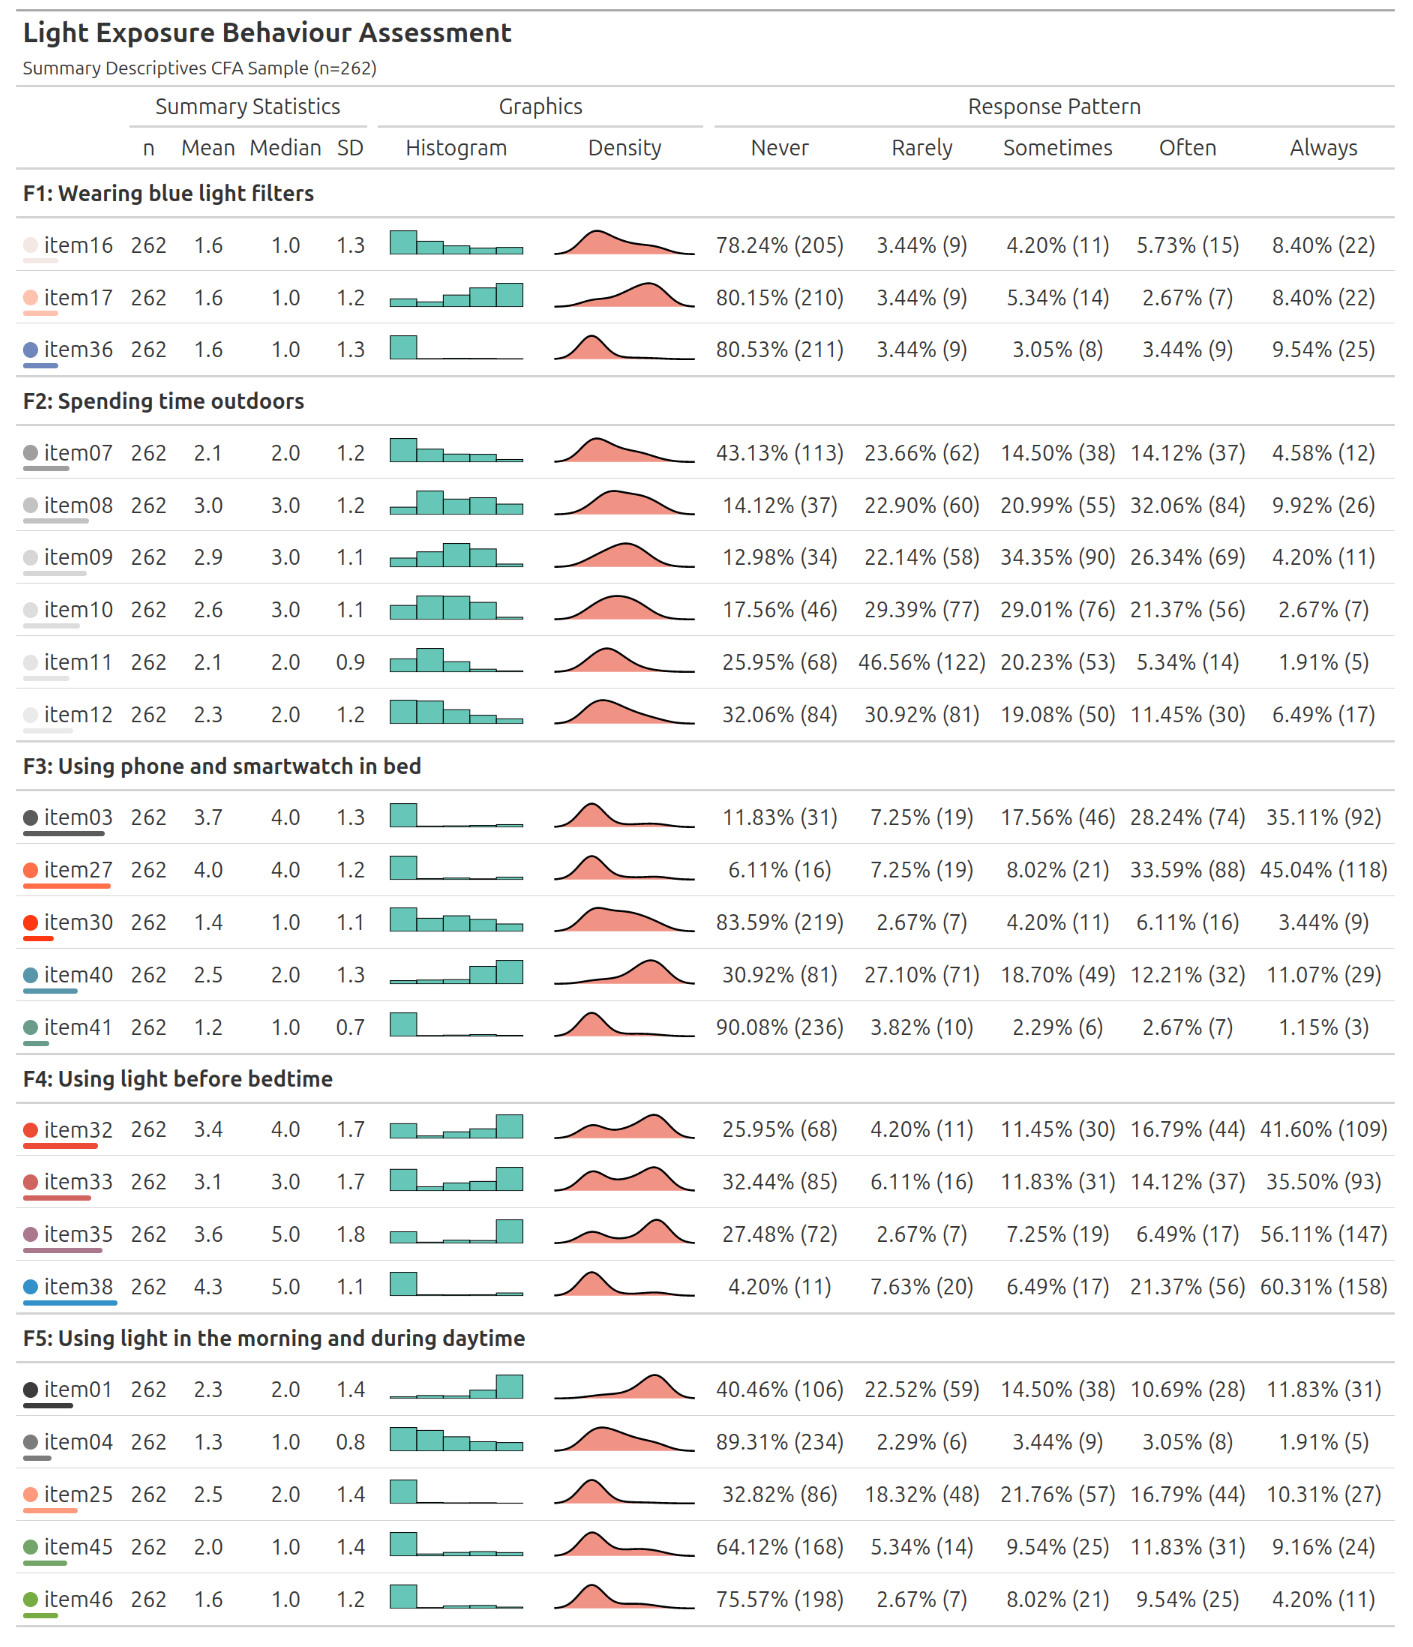 Light Exposure Behaviour Assessment
Summary Descriptives CFA Sample (n=262)
Summary Statistics Graphics Response Pattern
n Mean Median SD Histogram Density Never Rarely Sometimes Often Always
F1: Wearing blue light filters
item16 262 1.6 1.0 1.3 78.24% (205) 3.44% (9) 4.20% (11) 5.73% (15) 8.40% (22)
item17 262 1.6 1.0 1.2 80.15% (210) 3.44% (9) 5.34% (14) 2.67% (7) 8.40% (22)
item36 262 1.6 1.0 1.3 80.53% (211) 3.44% (9) 3.05% (8) 3.44% (9) 9.54% (25)
F2: Spending time outdoors
item07 262 2.1 2.0 1.2 43.13% (113) 23.66% (62) 14.50% (38) 14.12% (37) 4.58% (12)
item08 262 3.0 3.0 1.2 14.12% (37) 22.90% (60) 20.99% (55) 32.06% (84) 9.92% (26)
item09 262 2.9 3.0 1.1 12.98% (34) 22.14% (58) 34.35% (90) 26.34% (69) 4.20% (11)
item10 262 2.6 3.0 1.1 17.56% (46) 29.39% (77) 29.01% (76) 21.37% (56) 2.67% (7)
item11 262 2.1 2.0 0.9 25.95% (68) 46.56% (122) 20.23% (53) 5.34% (14) 1.91% (5)
item12 262 2.3 2.0 1.2 32.06% (84) 30.92% (81) 19.08% (50) 11.45% (30) 6.49% (17)
F3: Using phone and smartwatch in bed
item03 262 3.7 4.0 1.3 11.83% (31) 7.25% (19) 17.56% (46) 28.24% (74) 35.11% (92)
item27 262 4.0 4.0 1.2 6.11% (16) 7.25% (19) 8.02% (21) 33.59% (88) 45.04% (118)
item30 262 1.4 1.0 1.1 83.59% (219) 2.67% (7) 4.20% (11) 6.11% (16) 3.44% (9)
item40 262 2.5 2.0 1.3 30.92% (81) 27.10% (71) 18.70% (49) 12.21% (32) 11.07% (29)
item41 262 1.2 1.0 0.7 90.08% (236) 3.82% (10) 2.29% (6) 2.67% (7) 1.15% (3)
F4: Using light before bedtime
item32 262 3.4 4.0 1.7 25.95% (68) 4.20% (11) 11.45% (30) 16.79% (44) 41.60% (109)
item33 262 3.1 3.0 1.7 32.44% (85) 6.11% (16) 11.83% (31) 14.12% (37) 35.50% (93)
item35 262 3.6 5.0 1.8 27.48% (72) 2.67% (7) 7.25% (19) 6.49% (17) 56.11% (147)
item38 262 4.3 5.0 1.1 4.20% (11) 7.63% (20) 6.49% (17) 21.37% (56) 60.31% (158)
F5: Using light in the morning and during daytime
item01 262 2.3 2.0 1.4 40.46% (106) 22.52% (59) 14.50% (38) 10.69% (28) 11.83% (31)
item04 262 1.3 1.0 0.8 89.31% (234) 2.29% (6) 3.44% (9) 3.05% (8) 1.91% (5)
item25 262 2.5 2.0 1.4 32.82% (86) 18.32% (48) 21.76% (57) 16.79% (44) 10.31% (27)
item45 262 2.0 1.0 1.4 64.12% (168) 5.34% (14) 9.54% (25) 11.83% (31) 9.16% (24)
item46 262 1.6 1.0 1.2 75.57% (198) 2.67% (7) 8.02% (21) 9.54% (25) 4.20% (11)